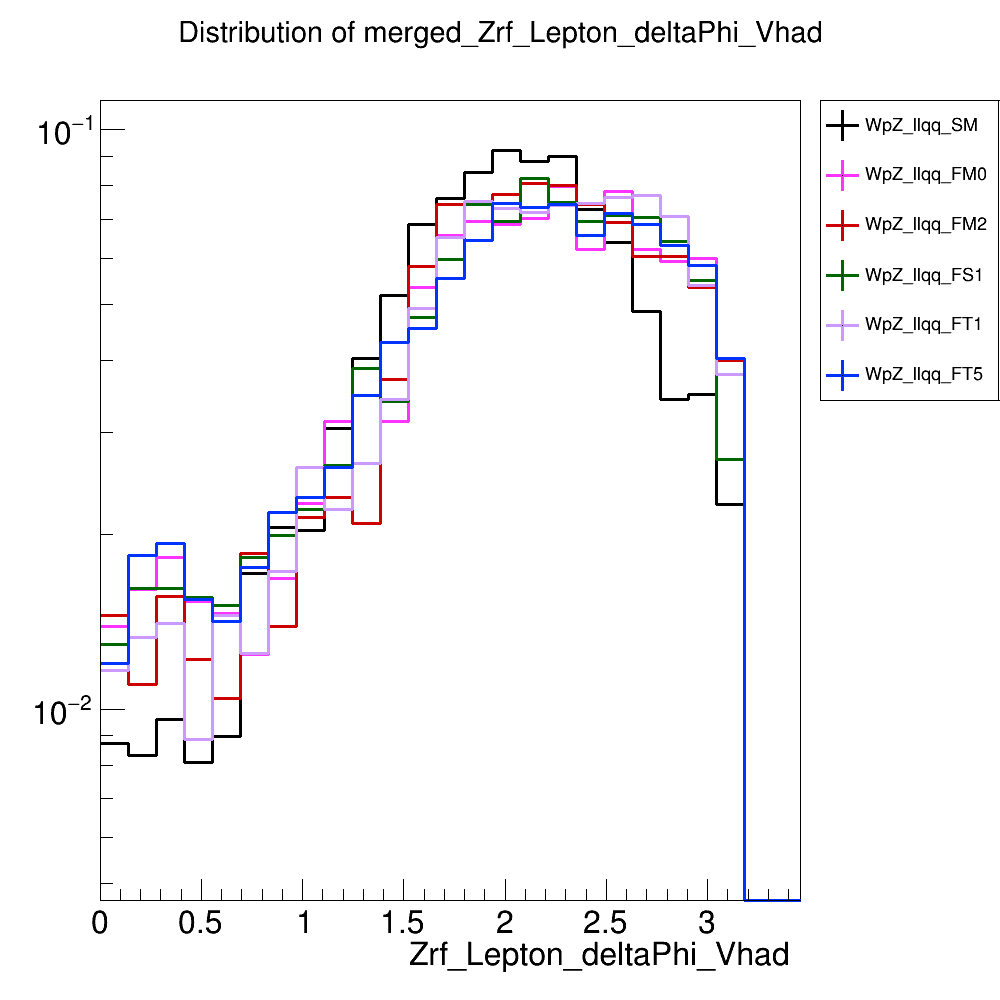 Distribution of merged_Zrf_Lepton_deltaPhi_Vhad
10⁻¹
10⁻²
0 0.5 1 1.5 2 2.5 3
Zrf_Lepton_deltaPhi_Vhad
WpZ_llqq_SM
WpZ_llqq_FM0
WpZ_llqq_FM2
WpZ_llqq_FS1
WpZ_llqq_FT1
WpZ_llqq_FT5